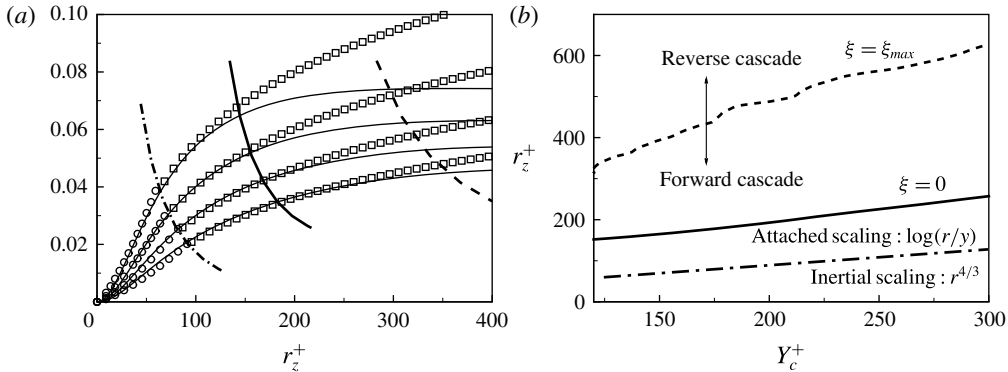 (a)
0.10
0.08
0.06
0.04
0.02
0
0 100 200 300 400
r_z^+
(b)
600
400
r_z^+
200
0
ξ = ξ_max
Reverse cascade
Forward cascade
ξ = 0
Attached scaling : log(r/y)
Inertial scaling : r^{4/3}
150 200 250 300
Y_c^+